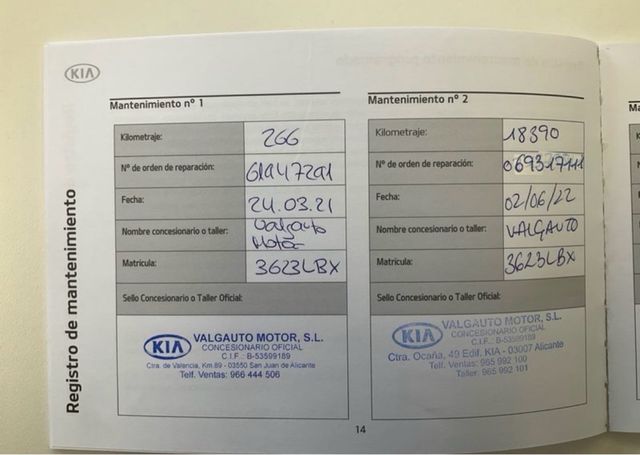 KIA
Registro de mantenimiento
Mantenimiento nº 1
Kilometraje: 266
Nº de orden de reparación: 61947291
Fecha: 24.03.21
Nombre concesionario o taller: Valgauto
Motor
Matrícula: 3623LBX
Sello Concesionario o Taller Oficial:
KIA VALGAUTO MOTOR, S.L.
CONCESIONARIO OFICIAL
C.I.F.: B-53599189
Ctra. de Valencia, Km.89 - 03550 San Juan de Alicante
Telf. Ventas: 966 444 506
Mantenimiento nº 2
Kilometraje: 18390
Nº de orden de reparación: 069317111
Fecha: 02/06/22
Nombre concesionario o taller: VALGAUTO
Matrícula: 3623LBX
Sello Concesionario o Taller Oficial:
KIA VALGAUTO MOTOR, S.L.
CONCESIONARIO OFICIAL
C.I.F.: B-53599189
Ctra. Ocaña, 49 Edif. KIA - 03007 Alicante
Telf. Ventas: 965 992 100
Taller: 965 992 101
14